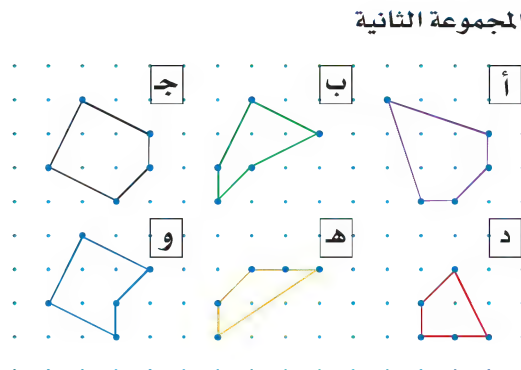 المجموعة الثانية
أ ب جـ
د هـ و